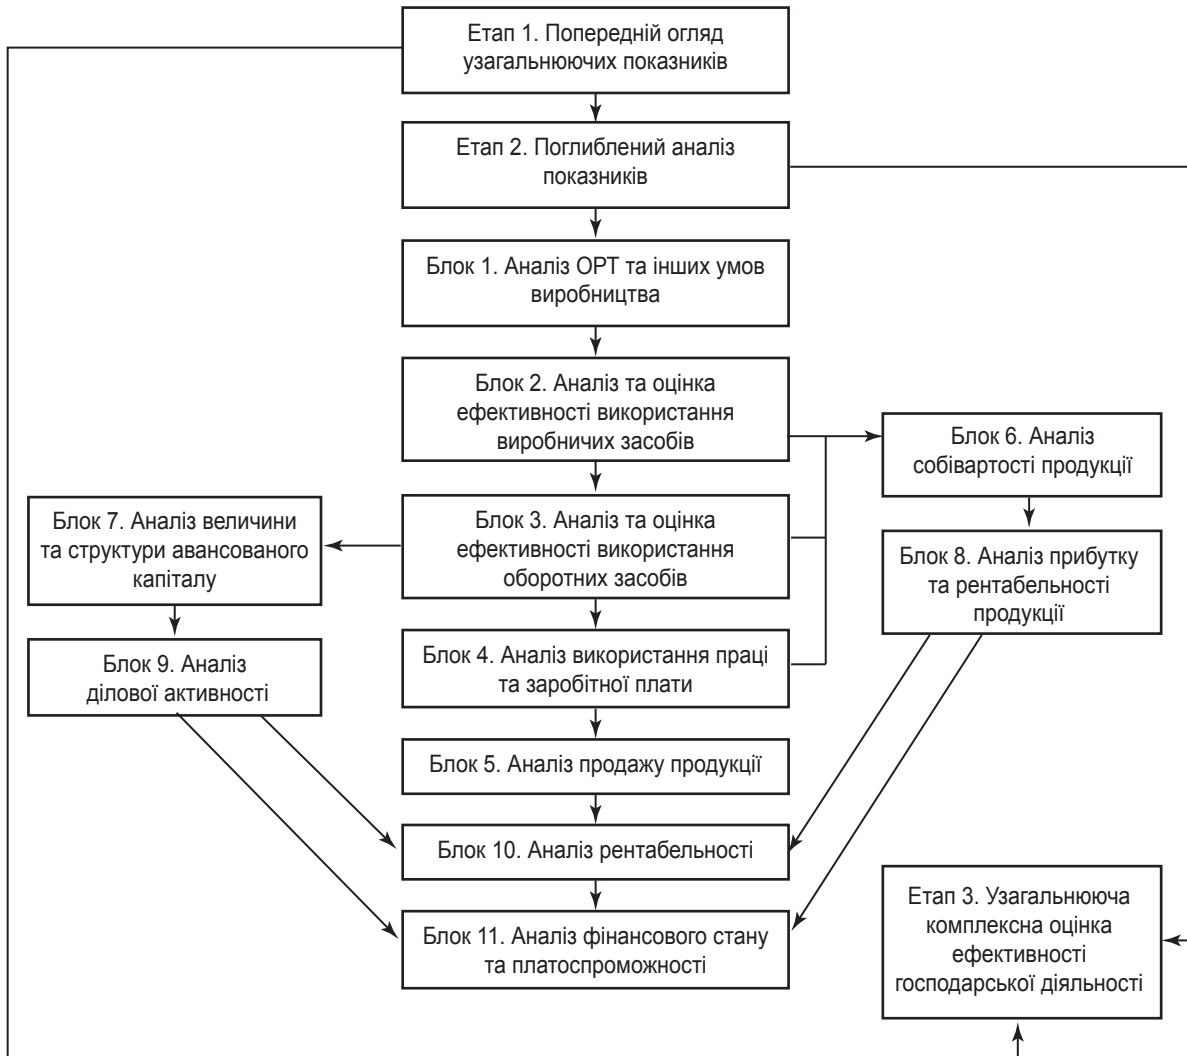 Етап 1. Попередній огляд
узагальнюючих показників
Етап 2. Поглиблений аналіз
показників
Блок 1. Аналіз ОРТ та інших умов
виробництва
Блок 2. Аналіз та оцінка
ефективності використання
виробничих засобів
Блок 6. Аналіз
собівартості продукції
Блок 7. Аналіз величини
та структури авансованого
капіталу
Блок 3. Аналіз та оцінка
ефективності використання
оборотних засобів
Блок 8. Аналіз прибутку
та рентабельності
продукції
Блок 9. Аналіз
ділової активності
Блок 4. Аналіз використання праці
та заробітної плати
Блок 5. Аналіз продажу продукції
Блок 10. Аналіз рентабельності
Блок 11. Аналіз фінансового стану
та платоспроможності
Етап 3. Узагальнююча
комплексна оцінка
ефективності
господарської діяльності